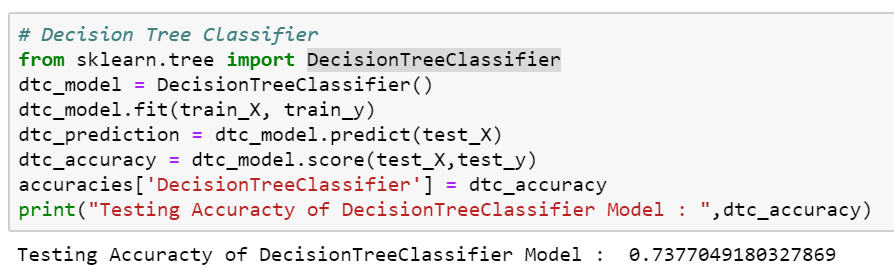 # Decision Tree Classifier
from sklearn.tree import DecisionTreeClassifier
dtc_model = DecisionTreeClassifier()
dtc_model.fit(train_X, train_y)
dtc_prediction = dtc_model.predict(test_X)
dtc_accuracy = dtc_model.score(test_X,test_y)
accuracies['DecisionTreeClassifier'] = dtc_accuracy
print("Testing Accuracty of DecisionTreeClassifier Model : ",dtc_accuracy)
Testing Accuracty of DecisionTreeClassifier Model :  0.7377049180327869